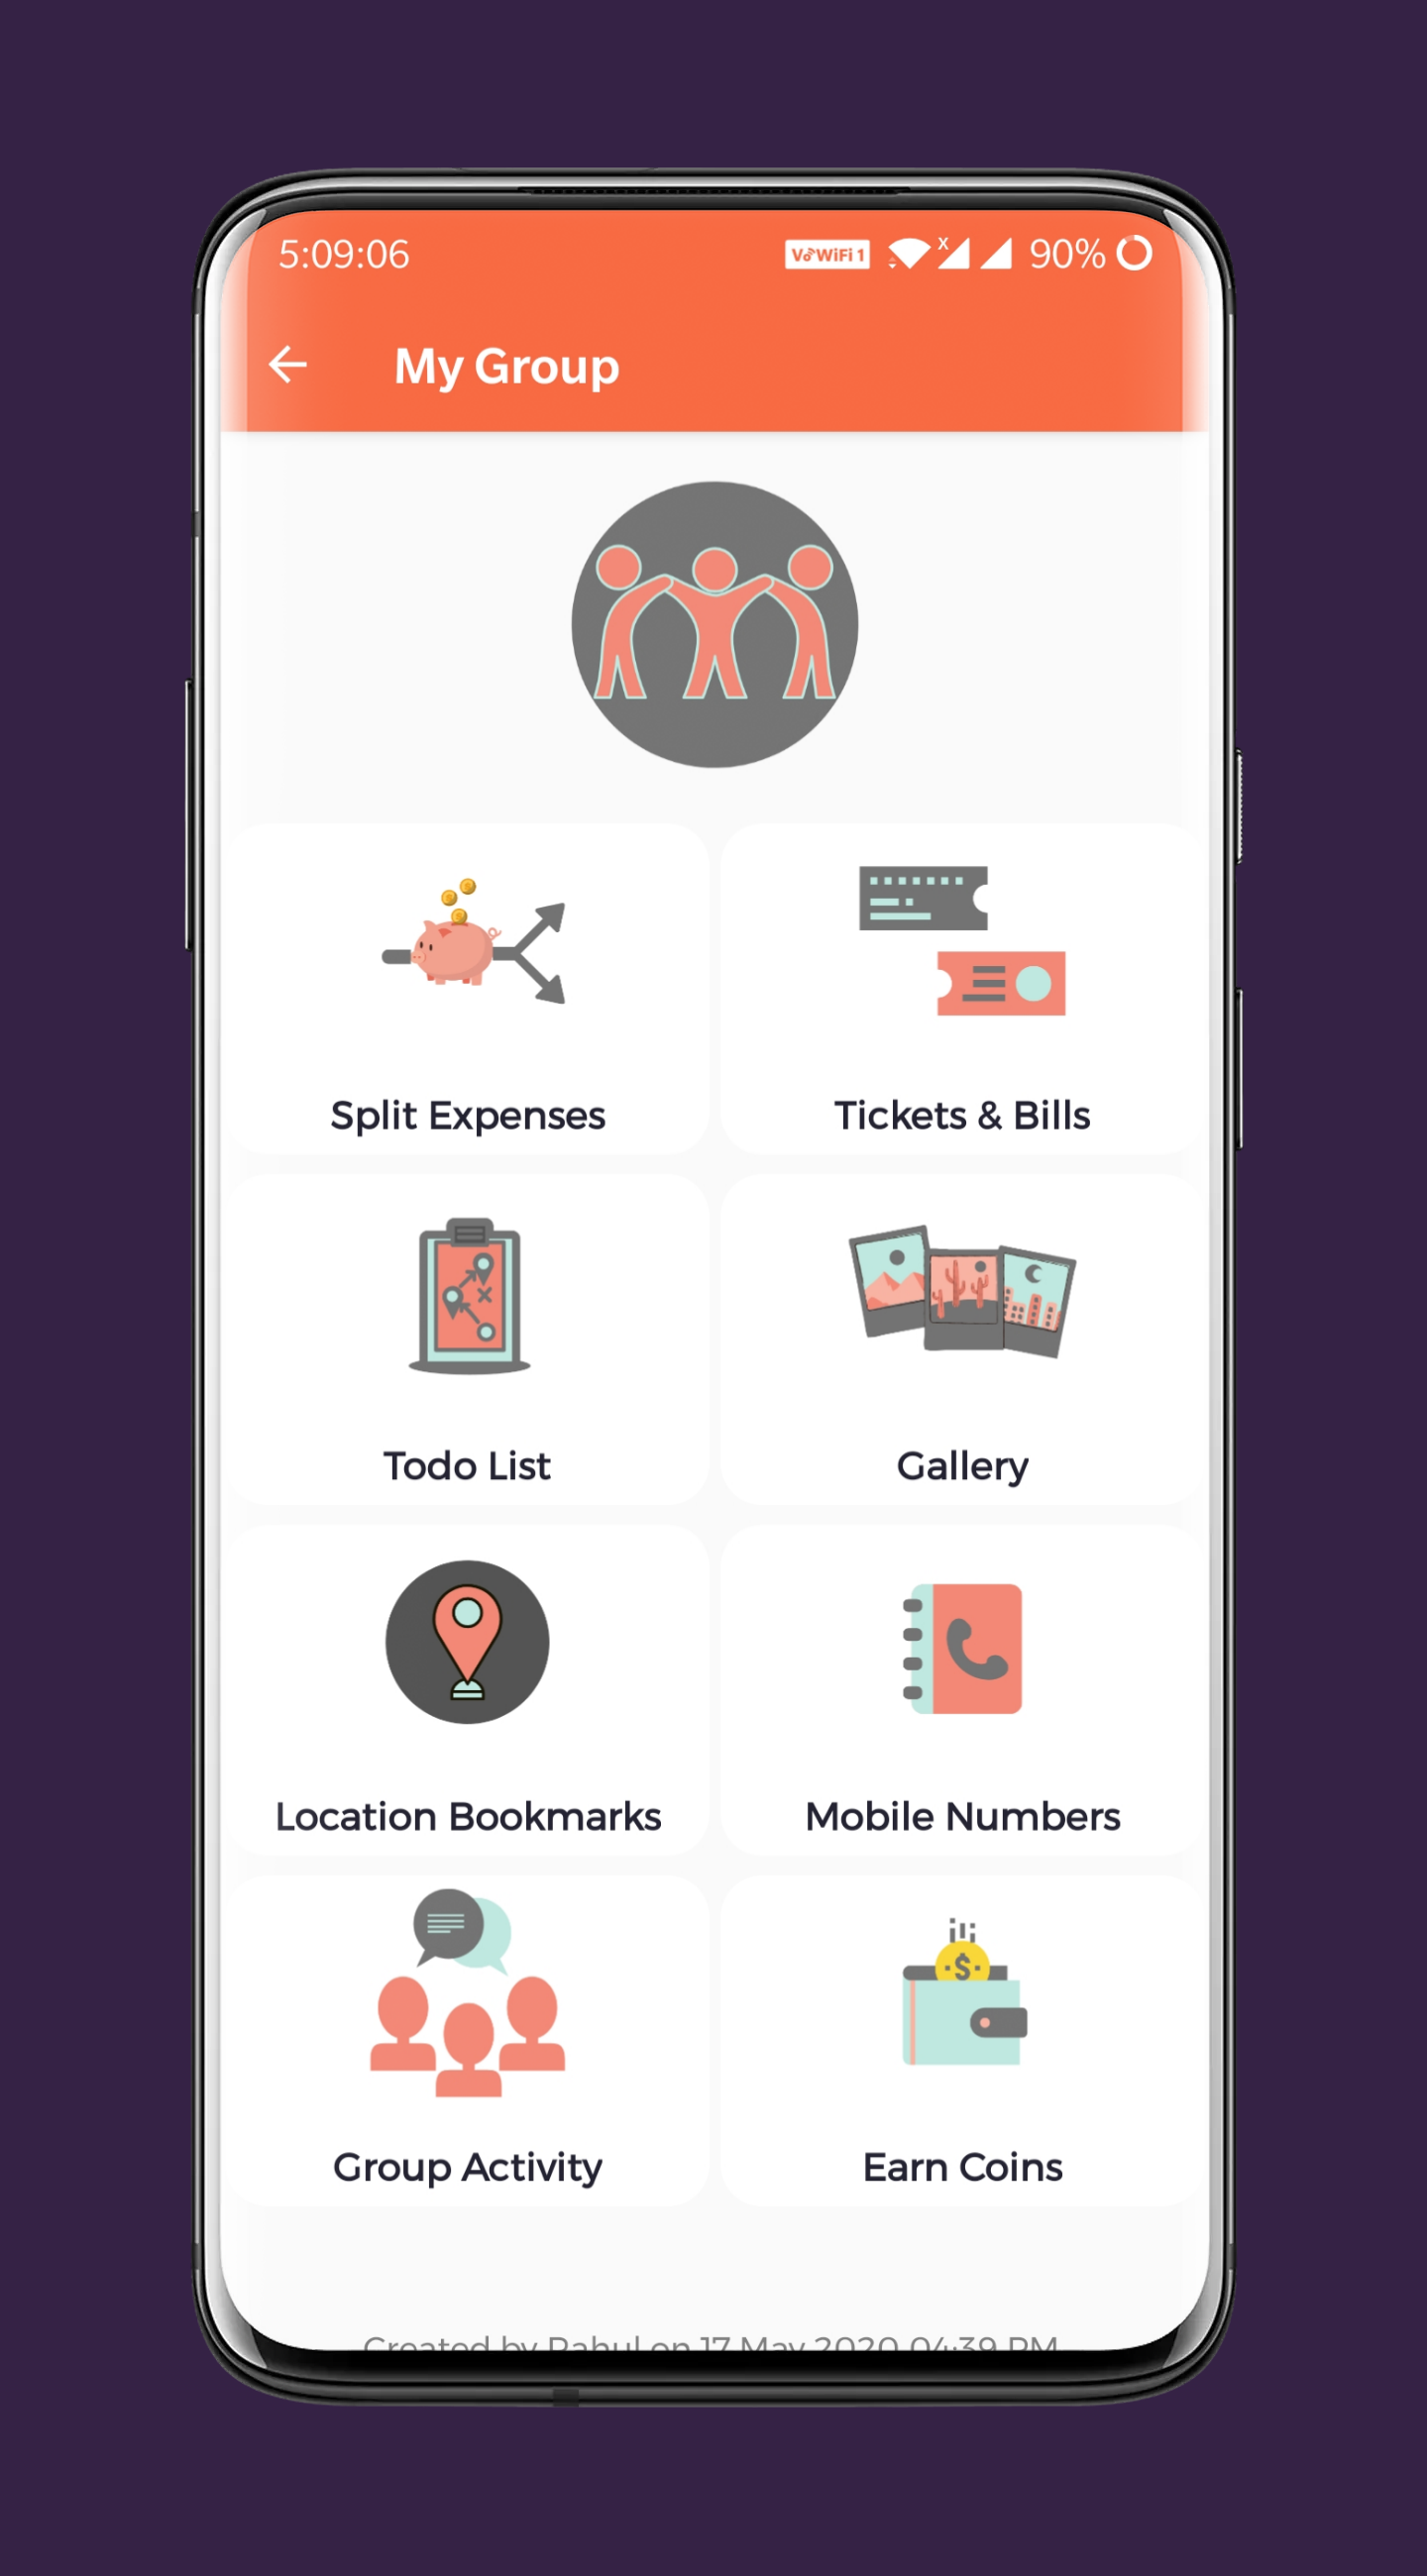 5:09:06 VoWiFi 1 X 90%
My Group
Split Expenses
Tickets & Bills
Todo List
Gallery
Location Bookmarks
Mobile Numbers
Group Activity
$
Earn Coins
Created by Rahul on 17 May 2020 04:39 PM